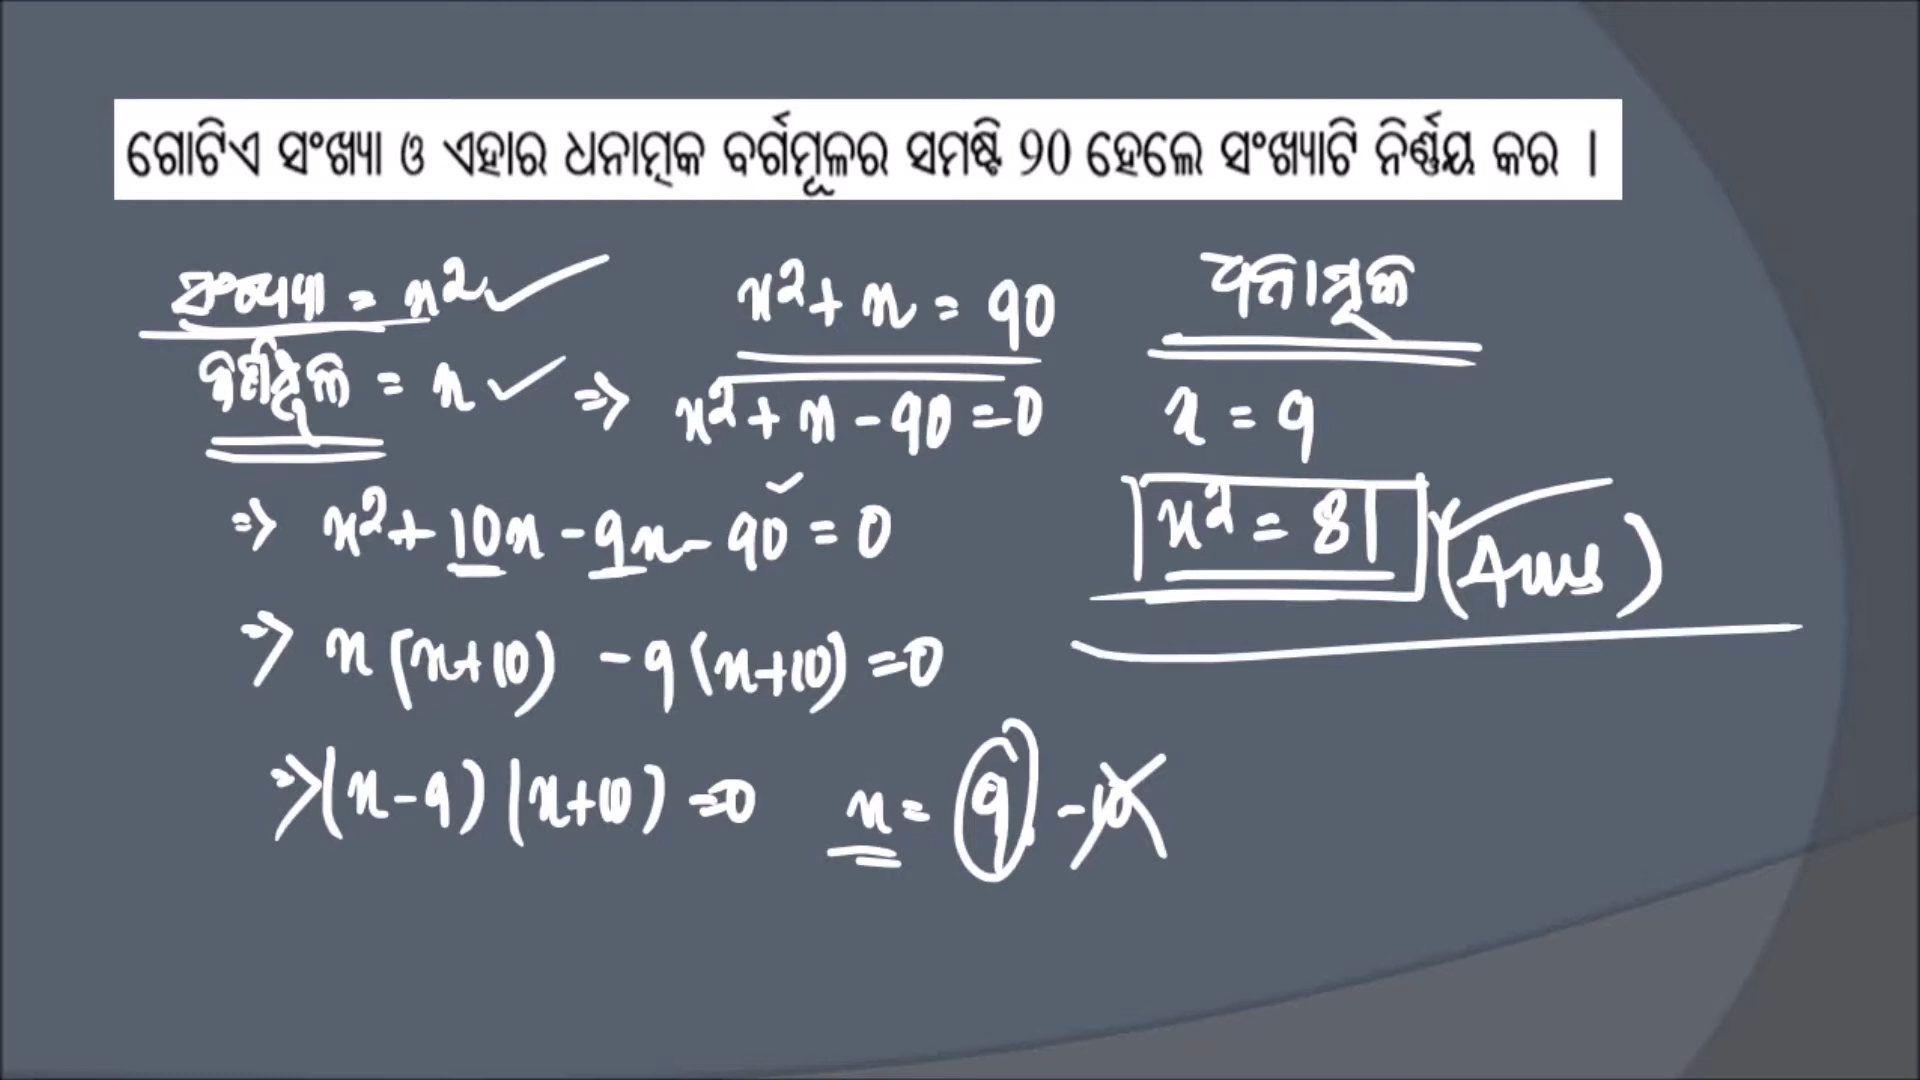 ଗୋଟିଏ ସଂଖ୍ୟା ଓ ଏହାର ଧନାତ୍ମକ ବର୍ଗମୂଳର ସମଷ୍ଟି ୯୦ ହେଲେ ସଂଖ୍ୟାଟି ନିର୍ଣ୍ଣୟ କର ।
ସଂଖ୍ୟା = x² ✓
ବର୍ଗମୂଳ = x ✓
x² + x = 90
⇒ x² + x - 90 = 0
⇒ x² + 10x - 9x - 90 = 0
⇒ x (x+10) - 9 (x+10) = 0
⇒ (x-9) (x+10) = 0
x = 9, -10
ଧନାତ୍ମକ
x = 9
x² = 81 (Ans)